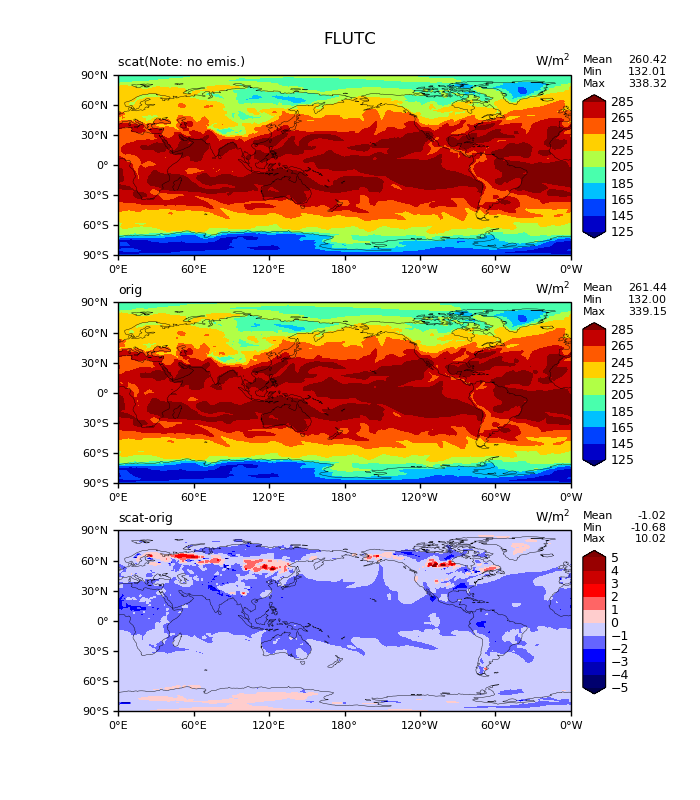 FLUTC
scat(Note: no emis.) W/m²
Mean 260.42
Min 132.01
Max 338.32
90°N
60°N
30°N
0°
30°S
60°S
90°S
0°E 60°E 120°E 180° 120°W 60°W 0°W
285
265
245
225
205
185
165
145
125
orig W/m²
Mean 261.44
Min 132.00
Max 339.15
90°N
60°N
30°N
0°
30°S
60°S
90°S
0°E 60°E 120°E 180° 120°W 60°W 0°W
285
265
245
225
205
185
165
145
125
scat-orig W/m²
Mean -1.02
Min -10.68
Max 10.02
90°N
60°N
30°N
0°
30°S
60°S
90°S
0°E 60°E 120°E 180° 120°W 60°W 0°W
5
4
3
2
1
0
−1
−2
−3
−4
−5